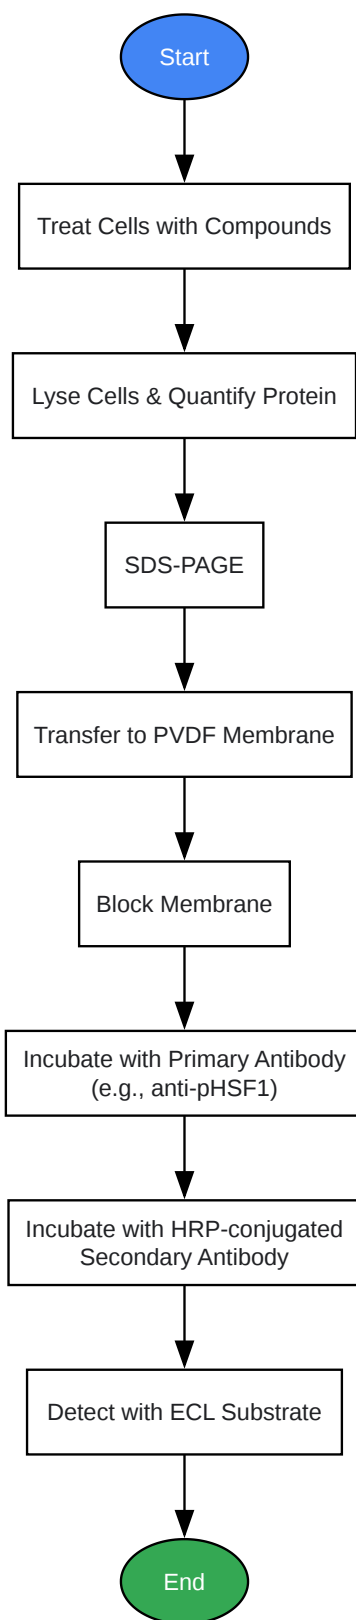 Start
Treat Cells with Compounds
Lyse Cells & Quantify Protein
SDS-PAGE
Transfer to PVDF Membrane
Block Membrane
Incubate with Primary Antibody
(e.g., anti-pHSF1)
Incubate with HRP-conjugated
Secondary Antibody
Detect with ECL Substrate
End